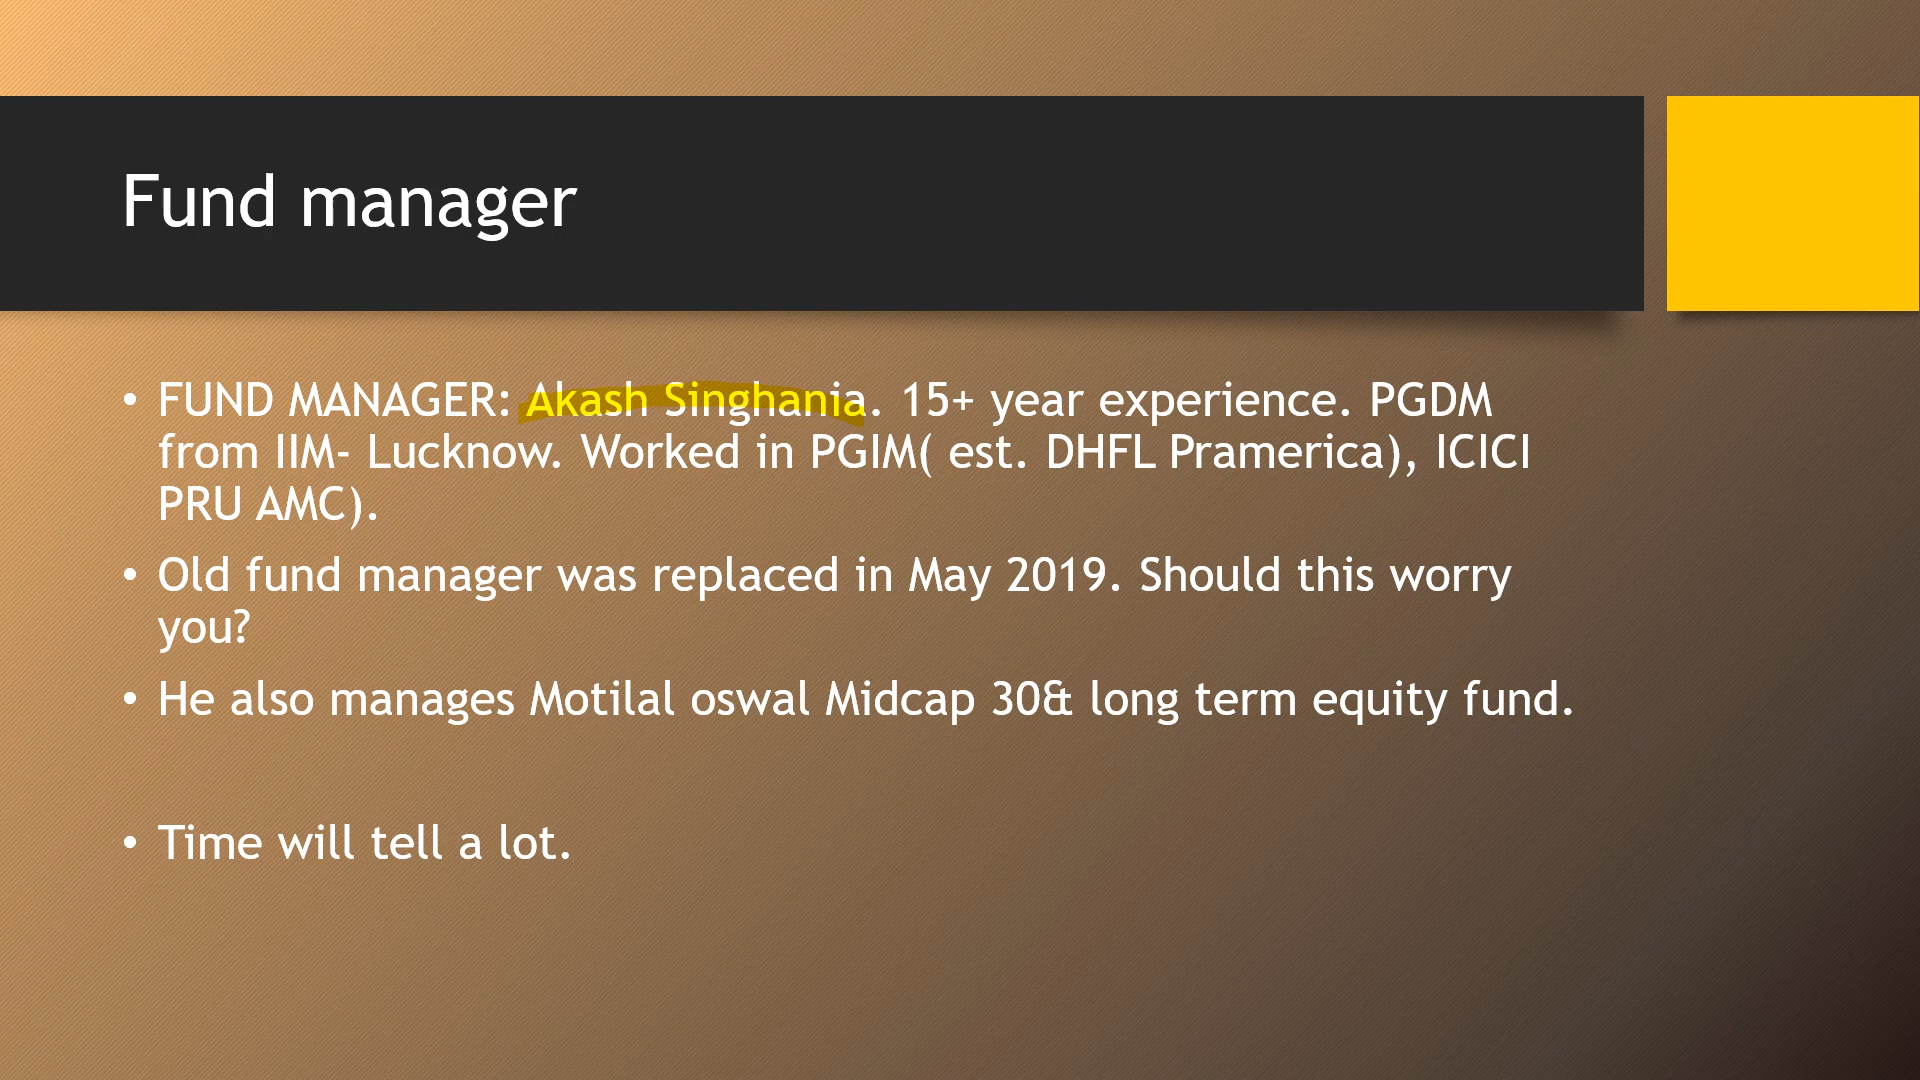 Fund manager
• FUND MANAGER: Akash Singhania. 15+ year experience. PGDM
from IIM- Lucknow. Worked in PGIM( est. DHFL Pramerica), ICICI
PRU AMC).
• Old fund manager was replaced in May 2019. Should this worry
you?
• He also manages Motilal oswal Midcap 30& long term equity fund.
• Time will tell a lot.